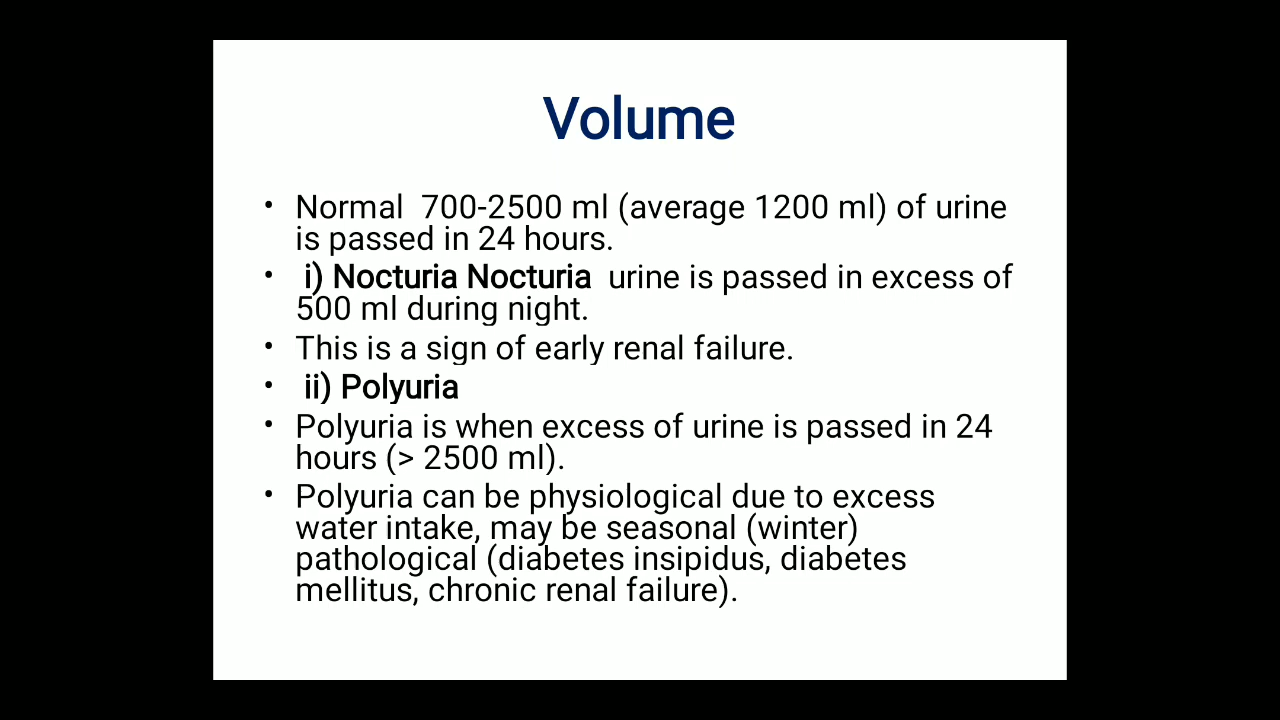 Volume
• Normal  700-2500 ml (average 1200 ml) of urine
is passed in 24 hours.
• i) Nocturia Nocturia  urine is passed in excess of
500 ml during night.
• This is a sign of early renal failure.
• ii) Polyuria
• Polyuria is when excess of urine is passed in 24
hours (> 2500 ml).
• Polyuria can be physiological due to excess
water intake, may be seasonal (winter)
pathological (diabetes insipidus, diabetes
mellitus, chronic renal failure).